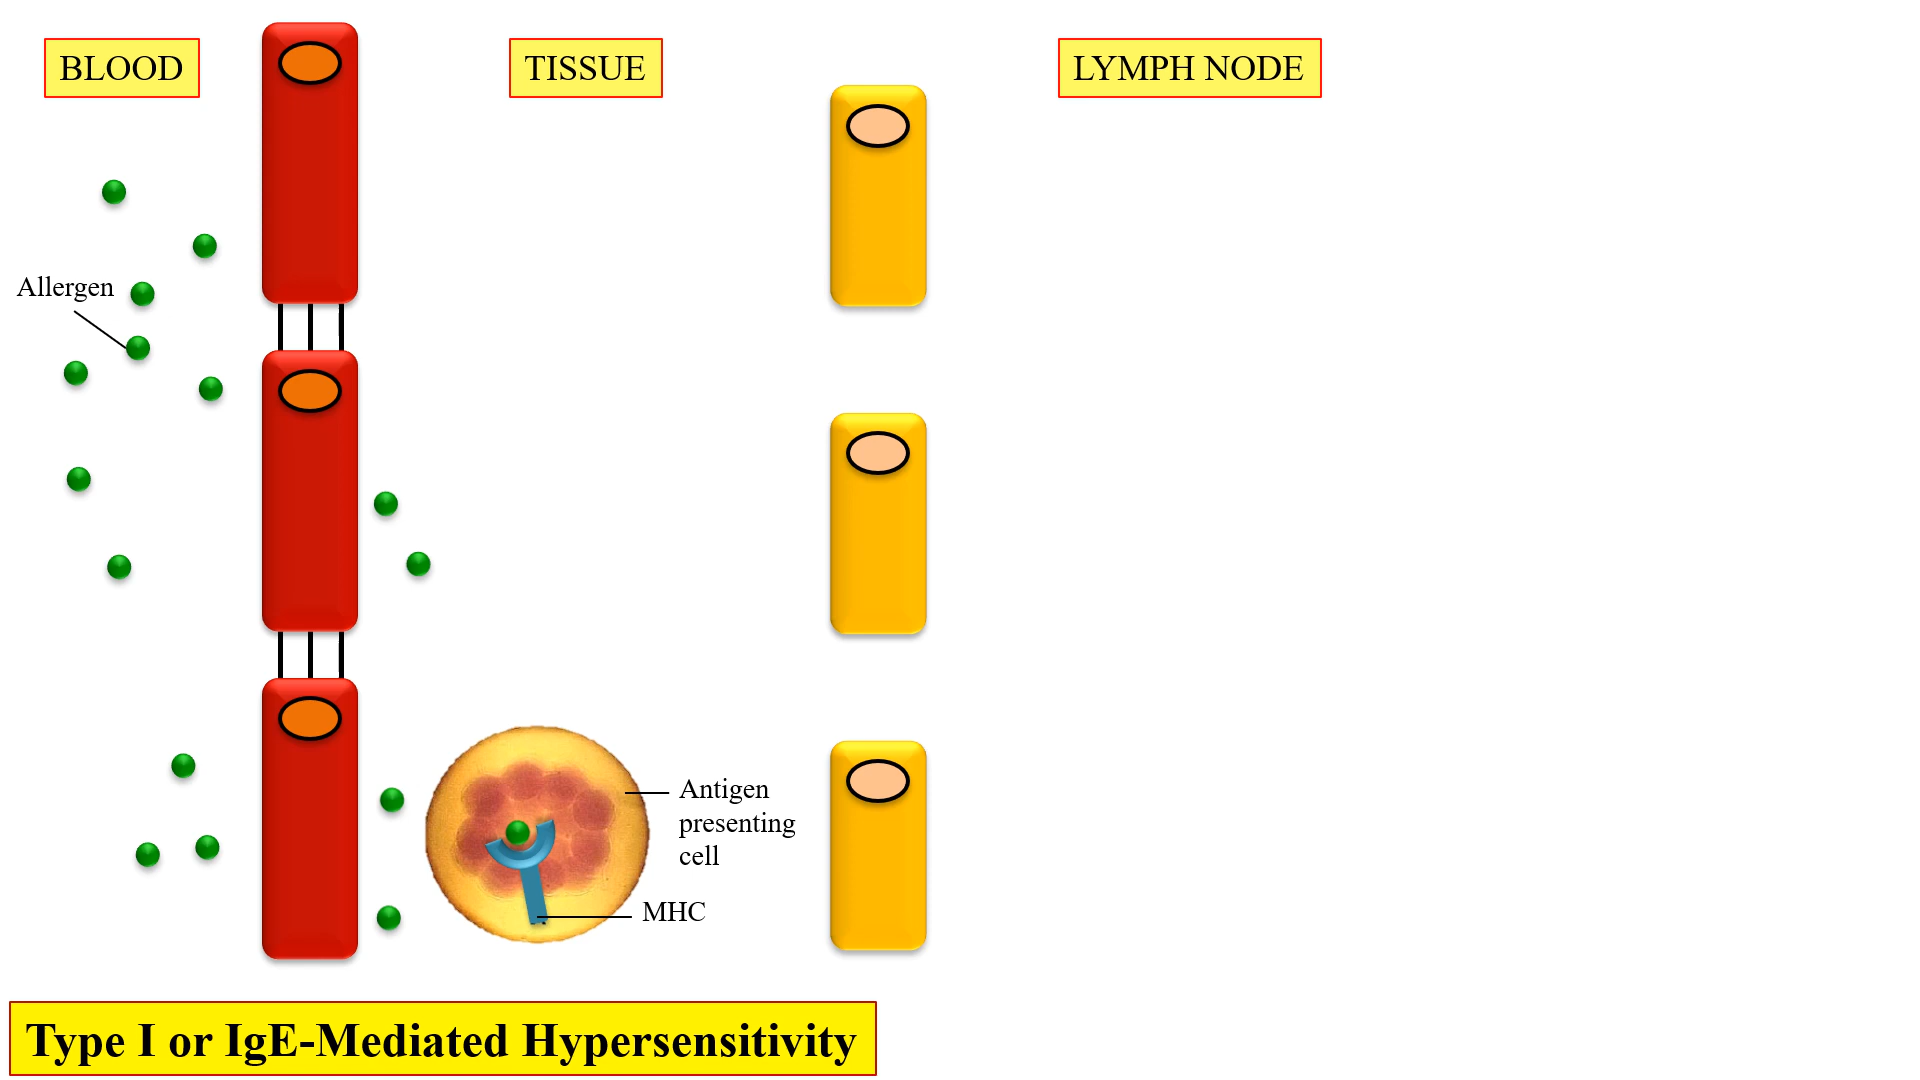 BLOOD
TISSUE
LYMPH NODE
Allergen
Antigen
presenting
cell
MHC
Type I or IgE-Mediated Hypersensitivity